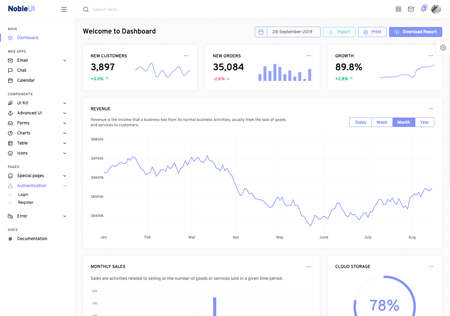 NobleUI
Search here...
MAIN
Dashboard
WEB APPS
Email
Chat
Calendar
COMPONENTS
UI Kit
Advanced UI
Forms
Charts
Table
Icons
PAGES
Special pages
Authentication
Login
Register
Error
DOCS
Documentation
Welcome to Dashboard
28-September-2019
Import
Print
Download Report
NEW CUSTOMERS
3,897
+3.3%
NEW ORDERS
35,084
-2.8%
GROWTH
89.8%
+2.8%
REVENUE
Revenue is the income that a business has from its normal business activities, usually from the sale of goods
and services to customers.
Today Week Month Year
Jan Feb Mar Apr May June July Aug
MONTHLY SALES
Sales are activities related to selling or the number of goods or services sold in a given time period.
CLOUD STORAGE
78%